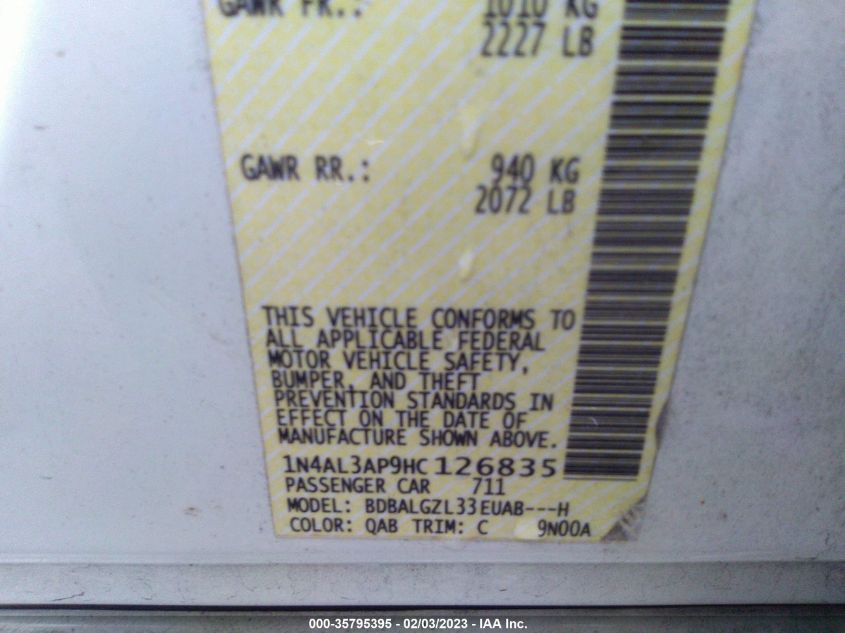 GAWR FR.: 1010 KG
2227 LB
GAWR RR.: 940 KG
2072 LB
THIS VEHICLE CONFORMS TO
ALL APPLICABLE FEDERAL
MOTOR VEHICLE SAFETY,
BUMPER, AND THEFT
PREVENTION STANDARDS IN
EFFECT ON THE DATE OF
MANUFACTURE SHOWN ABOVE.
1N4AL3AP9HC126835
PASSENGER CAR 711
MODEL: BDBALGZL33EUAB---H
COLOR: QAB TRIM: C 9N00A
000-35795395 - 02/03/2023 - IAA Inc.